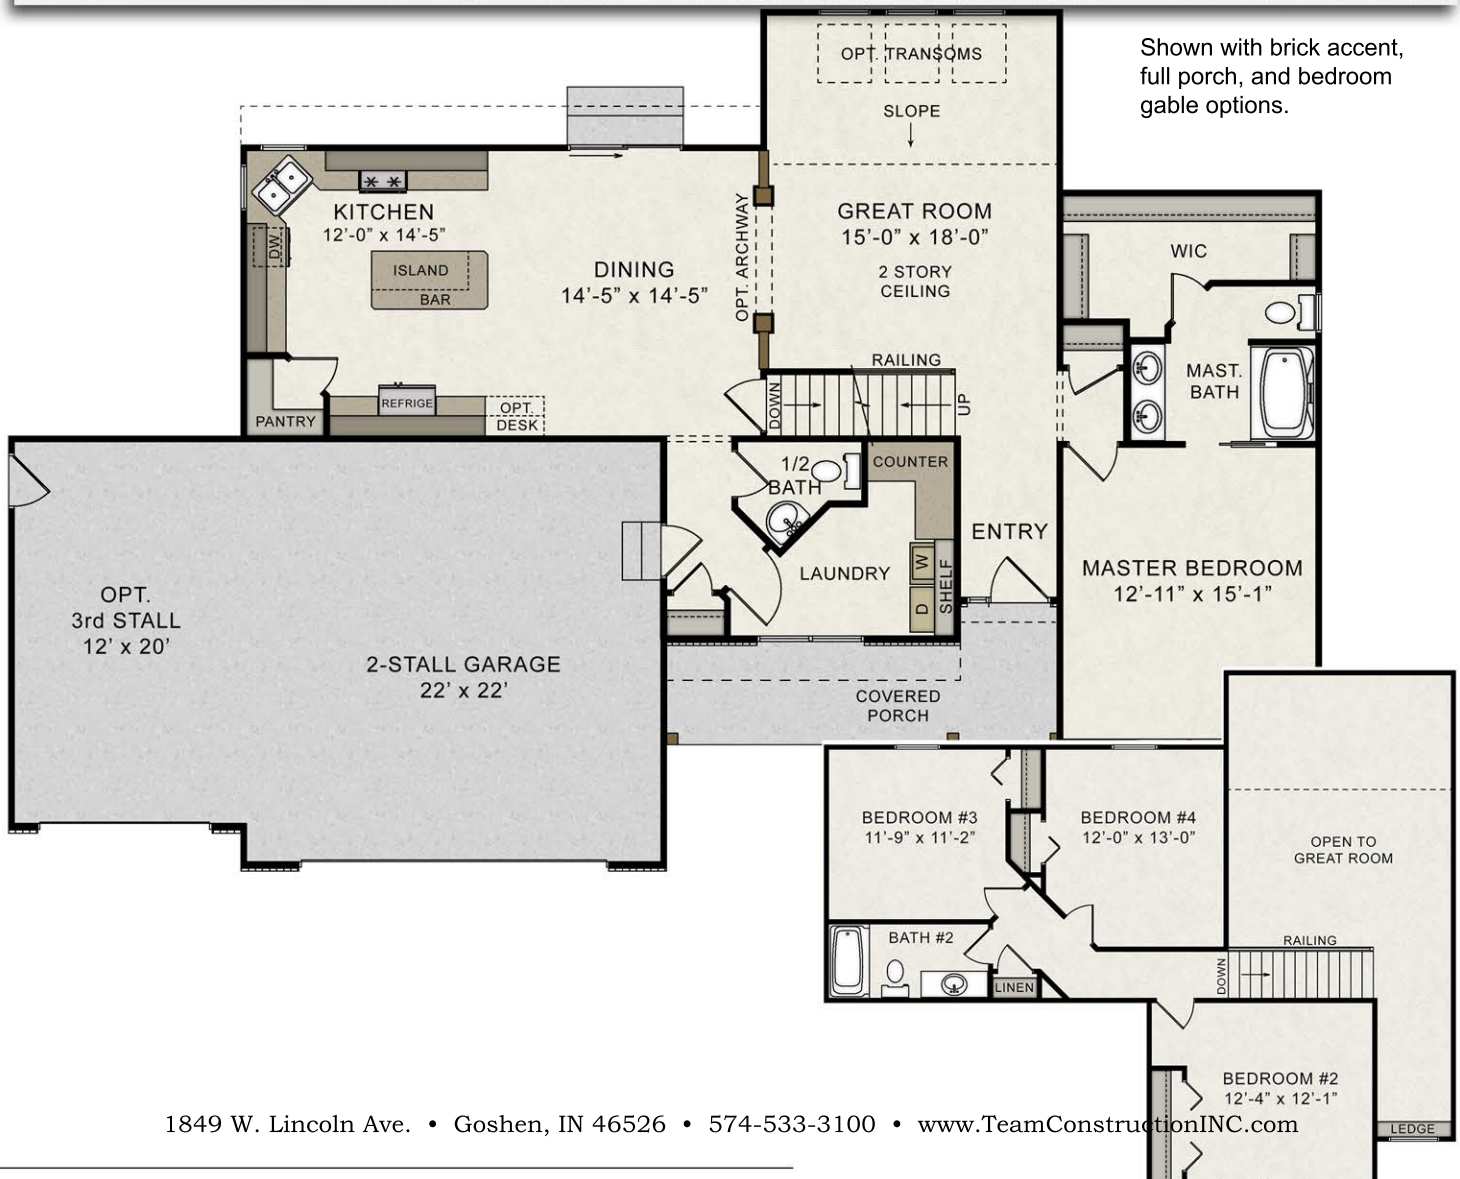 Shown with brick accent,
full porch, and bedroom
gable options.
OPT. TRANSOMS
SLOPE
KITCHEN
12'-0” x 14'-5”
DW
ISLAND
BAR
DINING
14'-5” x 14'-5”
OPT. ARCHWAY
GREAT ROOM
15'-0” x 18'-0”
2 STORY
CEILING
RAILING
WIC
MAST.
BATH
PANTRY
REFRIGE
OPT.
DESK
DOWN
UP
1/2
BATH
COUNTER
ENTRY
LAUNDRY
W
D
SHELF
MASTER BEDROOM
12'-11” x 15'-1”
OPT.
3rd STALL
12' x 20'
2-STALL GARAGE
22' x 22'
COVERED
PORCH
BEDROOM #3
11'-9” x 11'-2”
BEDROOM #4
12'-0” x 13'-0”
OPEN TO
GREAT ROOM
BATH #2
LINEN
RAILING
DOWN
BEDROOM #2
12'-4” x 12'-1”
LEDGE
1849 W. Lincoln Ave. • Goshen, IN 46526 • 574-533-3100 • www.TeamConstructionINC.com